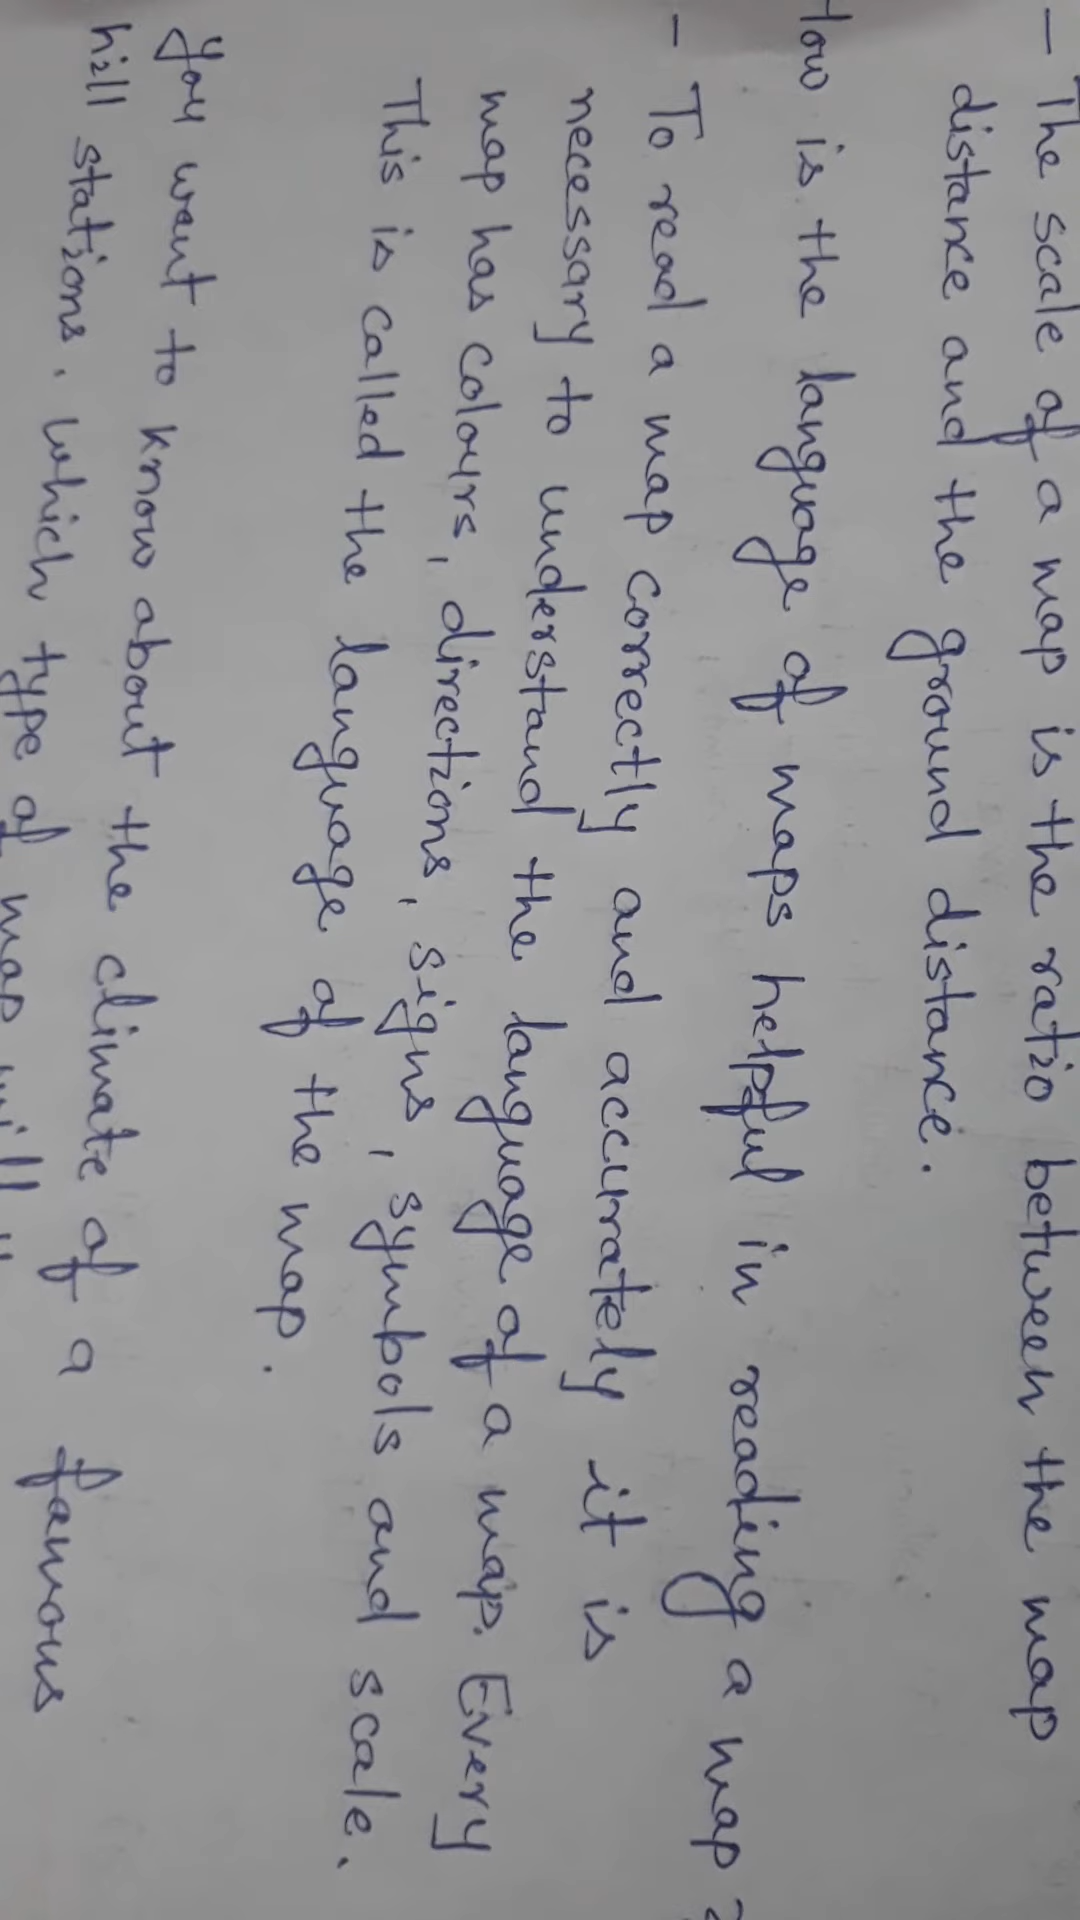 - The scale of a map is the ratio between the map
distance and the ground distance.
How is the language of maps helpful in reading a map?
- To read a map correctly and accurately it is
necessary to understand the language of a map. Every
map has colours, directions, signs, symbols and scale.
This is called the language of the map.
you want to know about the climate of a famous
hill stations. which type of map will